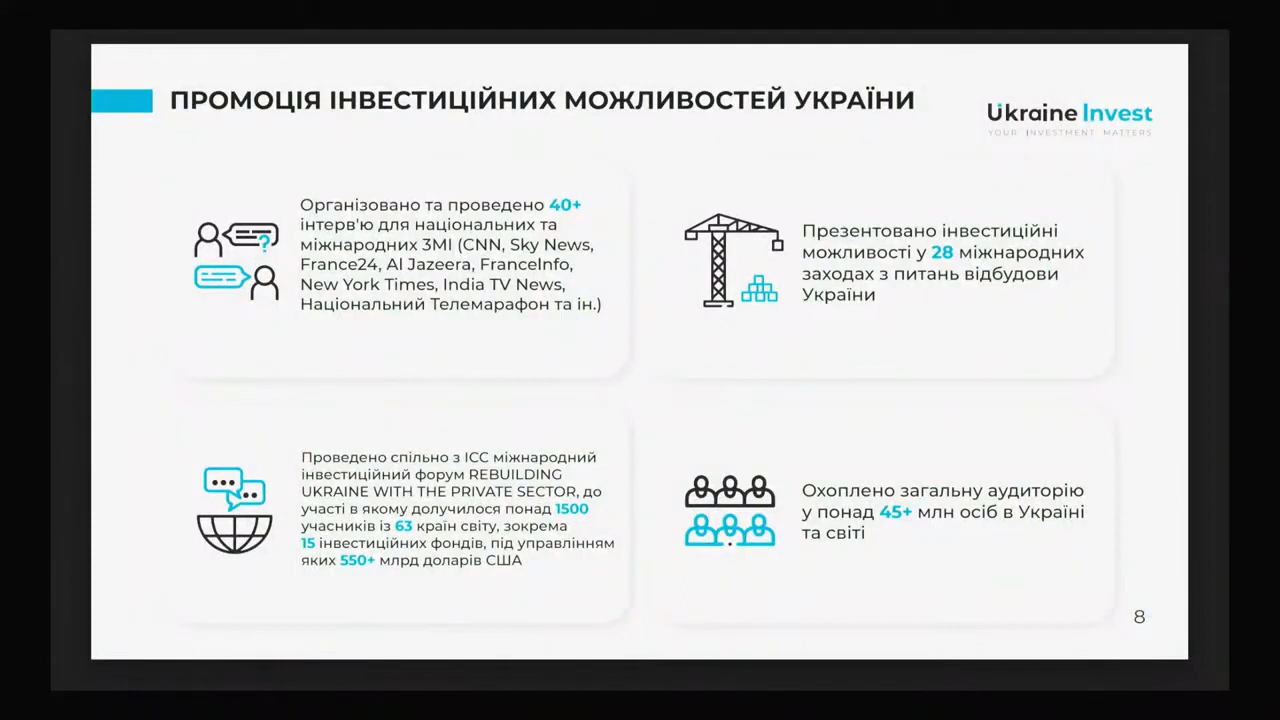 ПРОМОЦІЯ ІНВЕСТИЦІЙНИХ МОЖЛИВОСТЕЙ УКРАЇНИ
Ukraine Invest
YOUR INVESTMENT MATTERS
Організовано та проведено 40+
інтерв'ю для національних та
міжнародних ЗМІ (CNN, Sky News,
France24, Al Jazeera, FranceInfo,
New York Times, India TV News,
Національний Телемарафон та ін.)
Презентовано інвестиційні
можливості у 28 міжнародних
заходах з питань відбудови
України
Проведено спільно з ICC міжнародний
інвестиційний форум REBUILDING
UKRAINE WITH THE PRIVATE SECTOR, до
участі в якому долучилося понад 1500
учасників із 63 країн світу, зокрема
15 інвестиційних фондів, під управлінням
яких 550+ млрд доларів США
Охоплено загальну аудиторію
у понад 45+ млн осіб в Україні
та світі
8